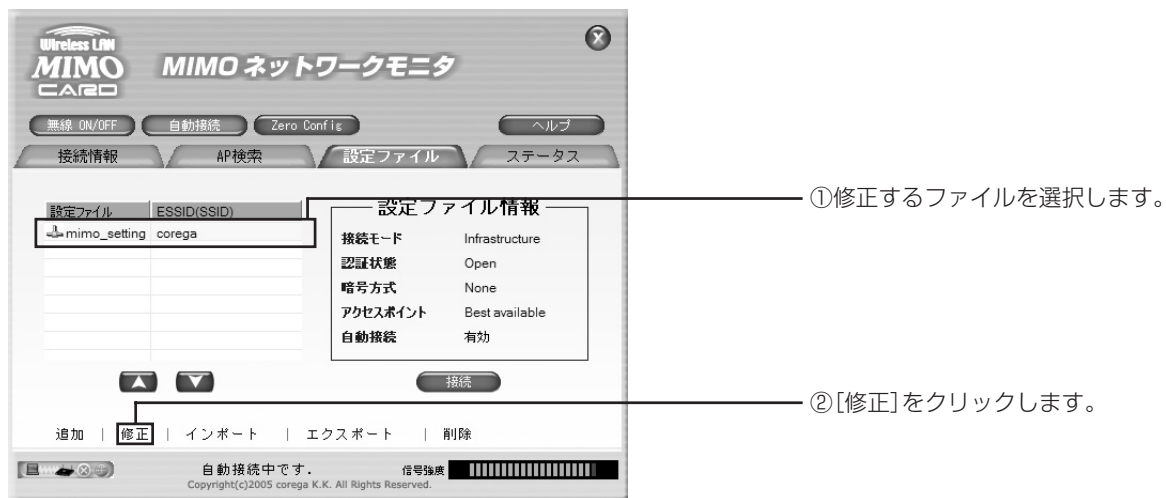 Wireless LAN
MIMO
CARD
MIMO ネットワークモニタ
無線 ON/OFF
自動接続
Zero Config
ヘルプ
接続情報
AP検索
設定ファイル
ステータス
設定ファイル ESSID(SSID)
mimo_setting corega
設定ファイル情報
接続モード Infrastructure
認証状態 Open
暗号方式 None
アクセスポイント Best available
自動接続 有効
接続
追加 | 修正 | インポート | エクスポート | 削除
自動接続中です.
信号強度
Copyright(c)2005 corega K.K. All Rights Reserved.
①修正するファイルを選択します。
②[修正]をクリックします。